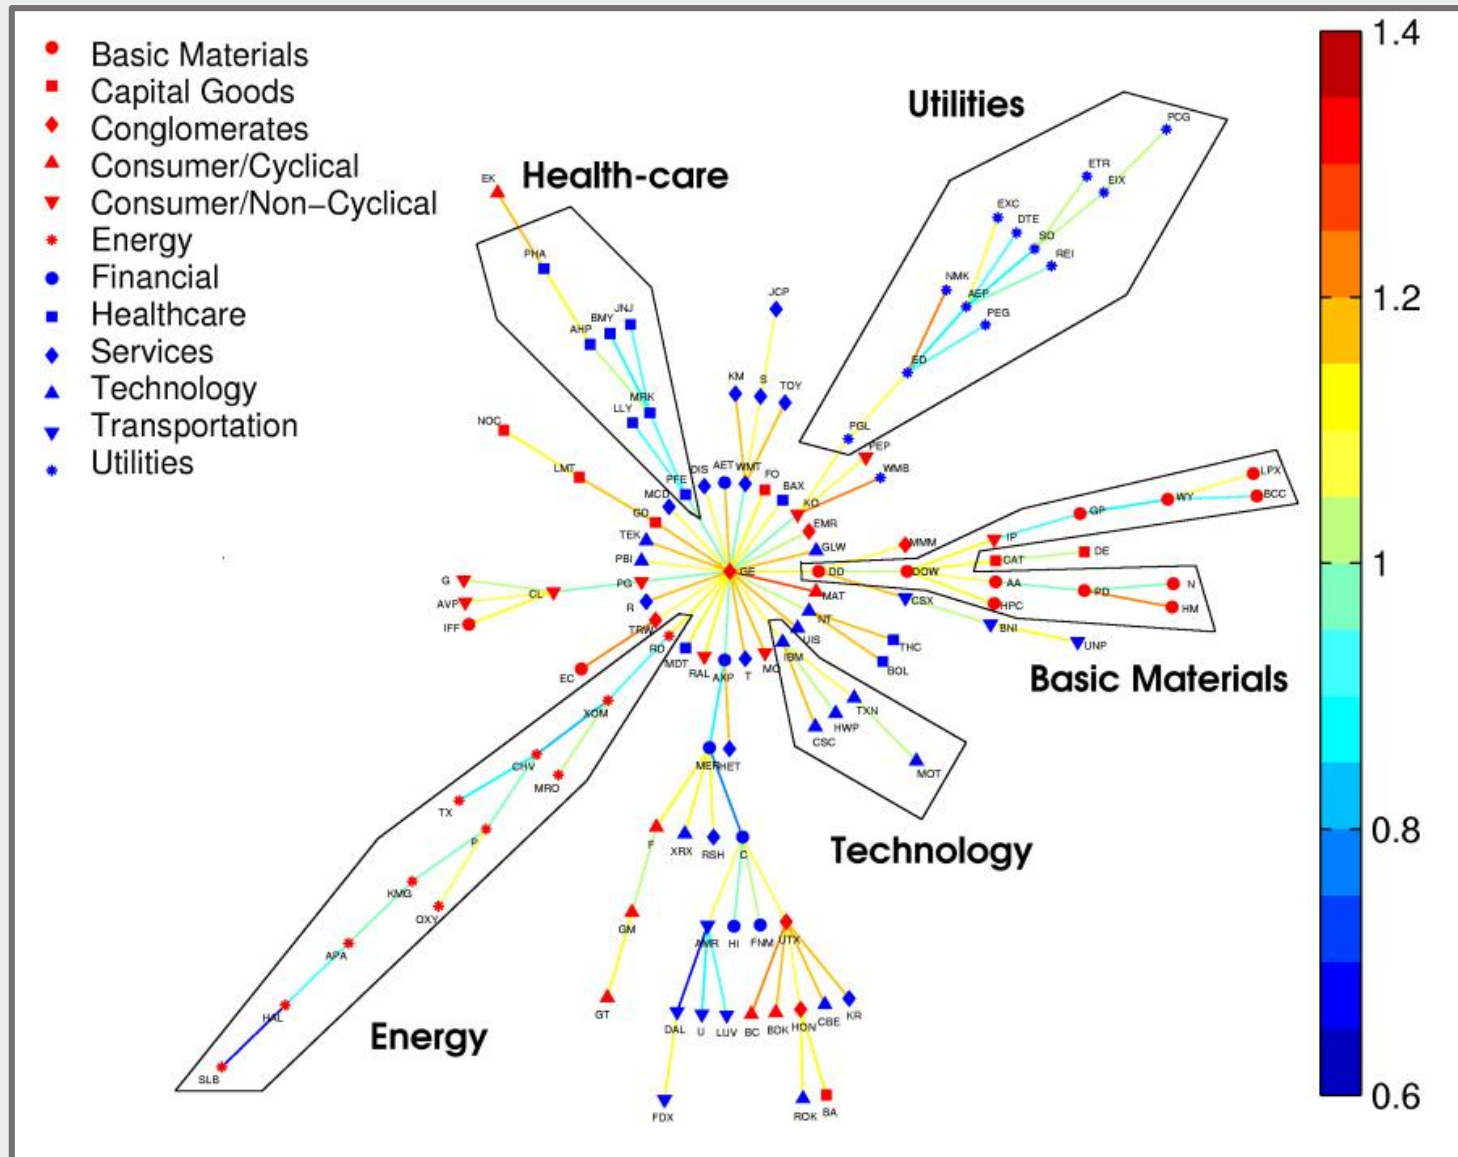 Basic Materials
Capital Goods
Conglomerates
Consumer/Cyclical
Consumer/Non−Cyclical
Energy
Financial
Healthcare
Services
Technology
Transportation
Utilities
1.4
1.2
1
0.8
0.6
Utilities
Health-care
Basic Materials
Technology
Energy
PCG
ETR
EIX
EXC
DTE
SO
REI
NMK
AEP
PEG
ED
PGL
EK
PHA
JNJ
BMY
AHP
MRK
LLY
PFE
JCP
KM
S
TOY
NOC
LMT
GD
MCD
DIS
AET
WMT
FO
BAX
KO
PEP
WMB
EMR
GLW
TEK
PBI
PG
R
TRW
RD
GE
DD
MAT
NT
UIS
IBM
MO
T
AXP
RAL
MDT
G
AVP
IFF
CL
EC
MMM
DOW
CSX
IP
GP
WY
LPX
BCC
CAT
DE
AA
PD
N
HM
HPC
BNI
UNP
THC
BOL
TXN
HWP
CSC
MOT
XOM
CHV
MRO
TX
P
KMG
OXY
APA
HAL
SLB
MER
HET
F
XRX
RSH
C
GM
GT
AMR
HI
FNM
UTX
DAL
U
LUV
BC
BDK
HON
CBE
KR
FDX
ROK
BA